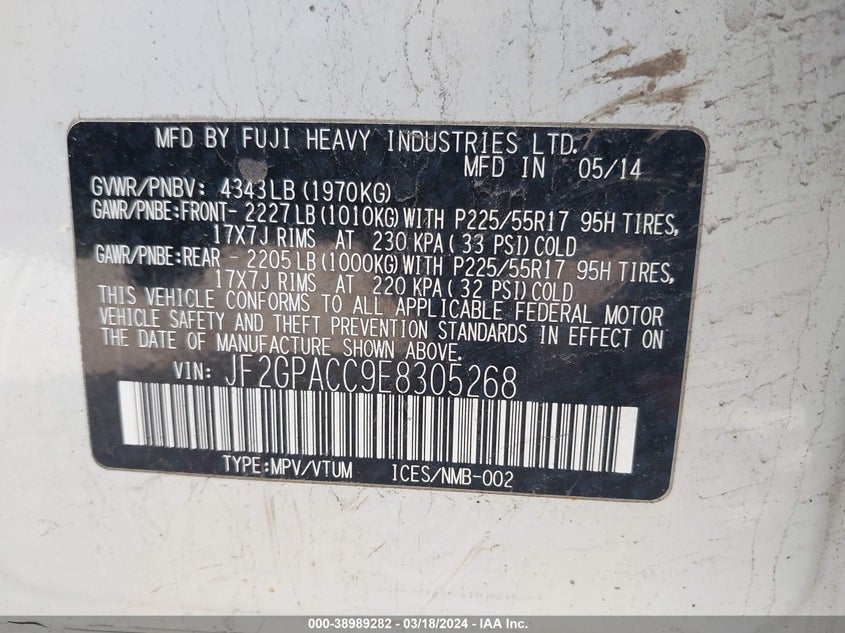 MFD BY FUJI HEAVY INDUSTRIES LTD.
MFD IN 05/14
GVWR/PNBV: 4343LB (1970KG)
GAWR/PNBE:FRONT- 2227LB (1010KG) WITH P225/55R17 95H TIRES,
17X7J RIMS AT 230 KPA ( 33 PSI) COLD
GAWR/PNBE:REAR - 2205LB (1000KG) WITH P225/55R17 95H TIRES,
17X7J RIMS AT 220 KPA ( 32 PSI) COLD
THIS VEHICLE CONFORMS TO ALL APPLICABLE FEDERAL MOTOR
VEHICLE SAFETY AND THEFT PREVENTION STANDARDS IN EFFECT ON
THE DATE OF MANUFACTURE SHOWN ABOVE.
VIN: JF2GPACC9E8305268
TYPE:MPV/VTUM ICES/NMB-002
000-38989282 - 03/18/2024 - IAA Inc.